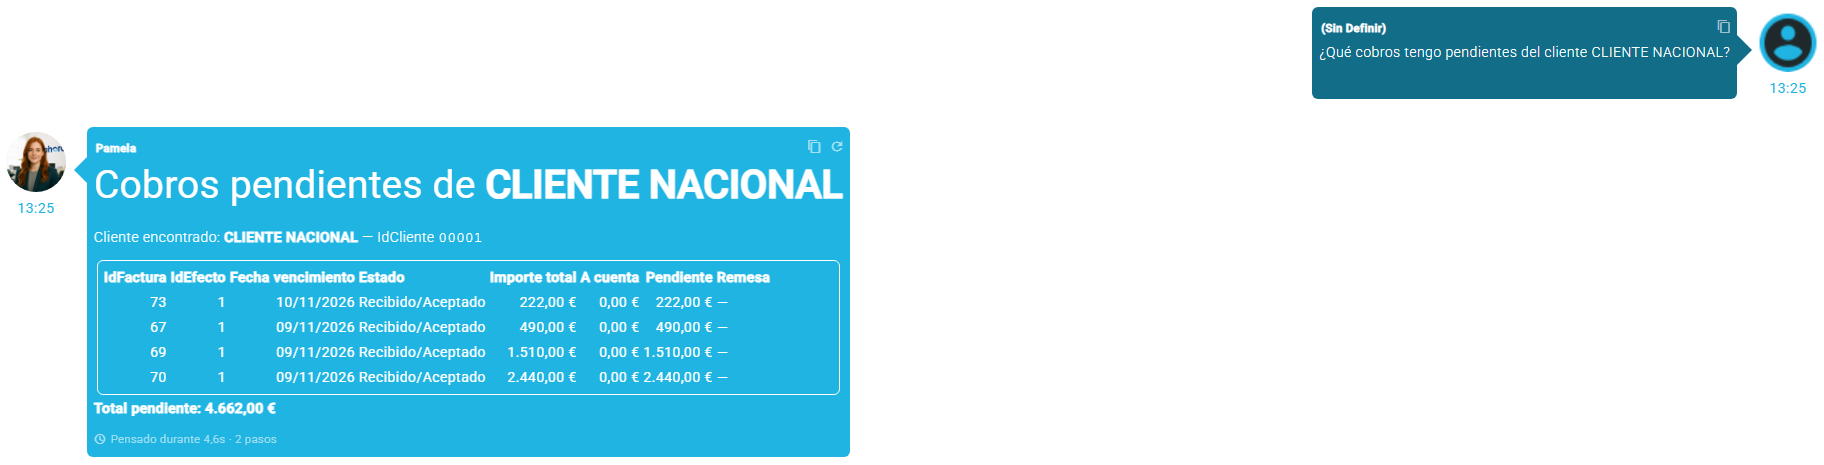 (Sin Definir)
¿Qué cobros tengo pendientes del cliente CLIENTE NACIONAL?
13:25
Pamela
13:25
Cobros pendientes de CLIENTE NACIONAL
Cliente encontrado: CLIENTE NACIONAL — IdCliente 00001
IdFactura IdEfecto Fecha vencimiento Estado Importe total A cuenta Pendiente Remesa
73 1 10/11/2026 Recibido/Aceptado 222,00 € 0,00 € 222,00 € —
67 1 09/11/2026 Recibido/Aceptado 490,00 € 0,00 € 490,00 € —
69 1 09/11/2026 Recibido/Aceptado 1.510,00 € 0,00 € 1.510,00 € —
70 1 09/11/2026 Recibido/Aceptado 2.440,00 € 0,00 € 2.440,00 € —
Total pendiente: 4.662,00 €
Pensado durante 4,6s · 2 pasos